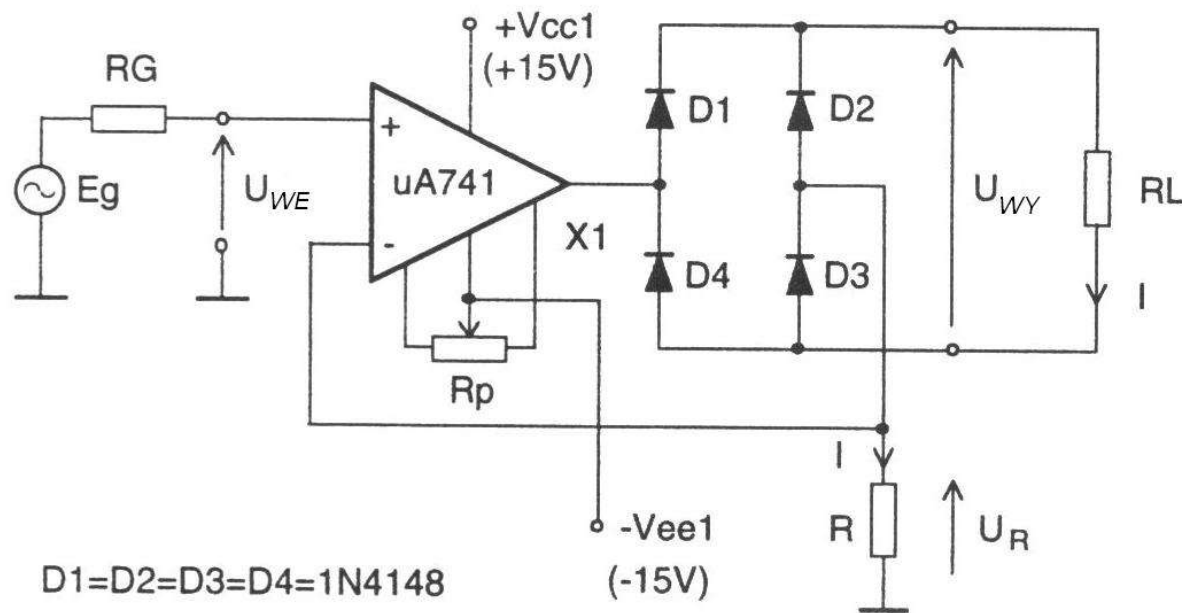 +Vcc1
(+15V)
RG
D1
D2
+
uA741
Eg
U_WE
U_WY
RL
X1
-
D4
D3
I
Rp
I
-Vee1
(-15V)
R
U_R
D1=D2=D3=D4=1N4148